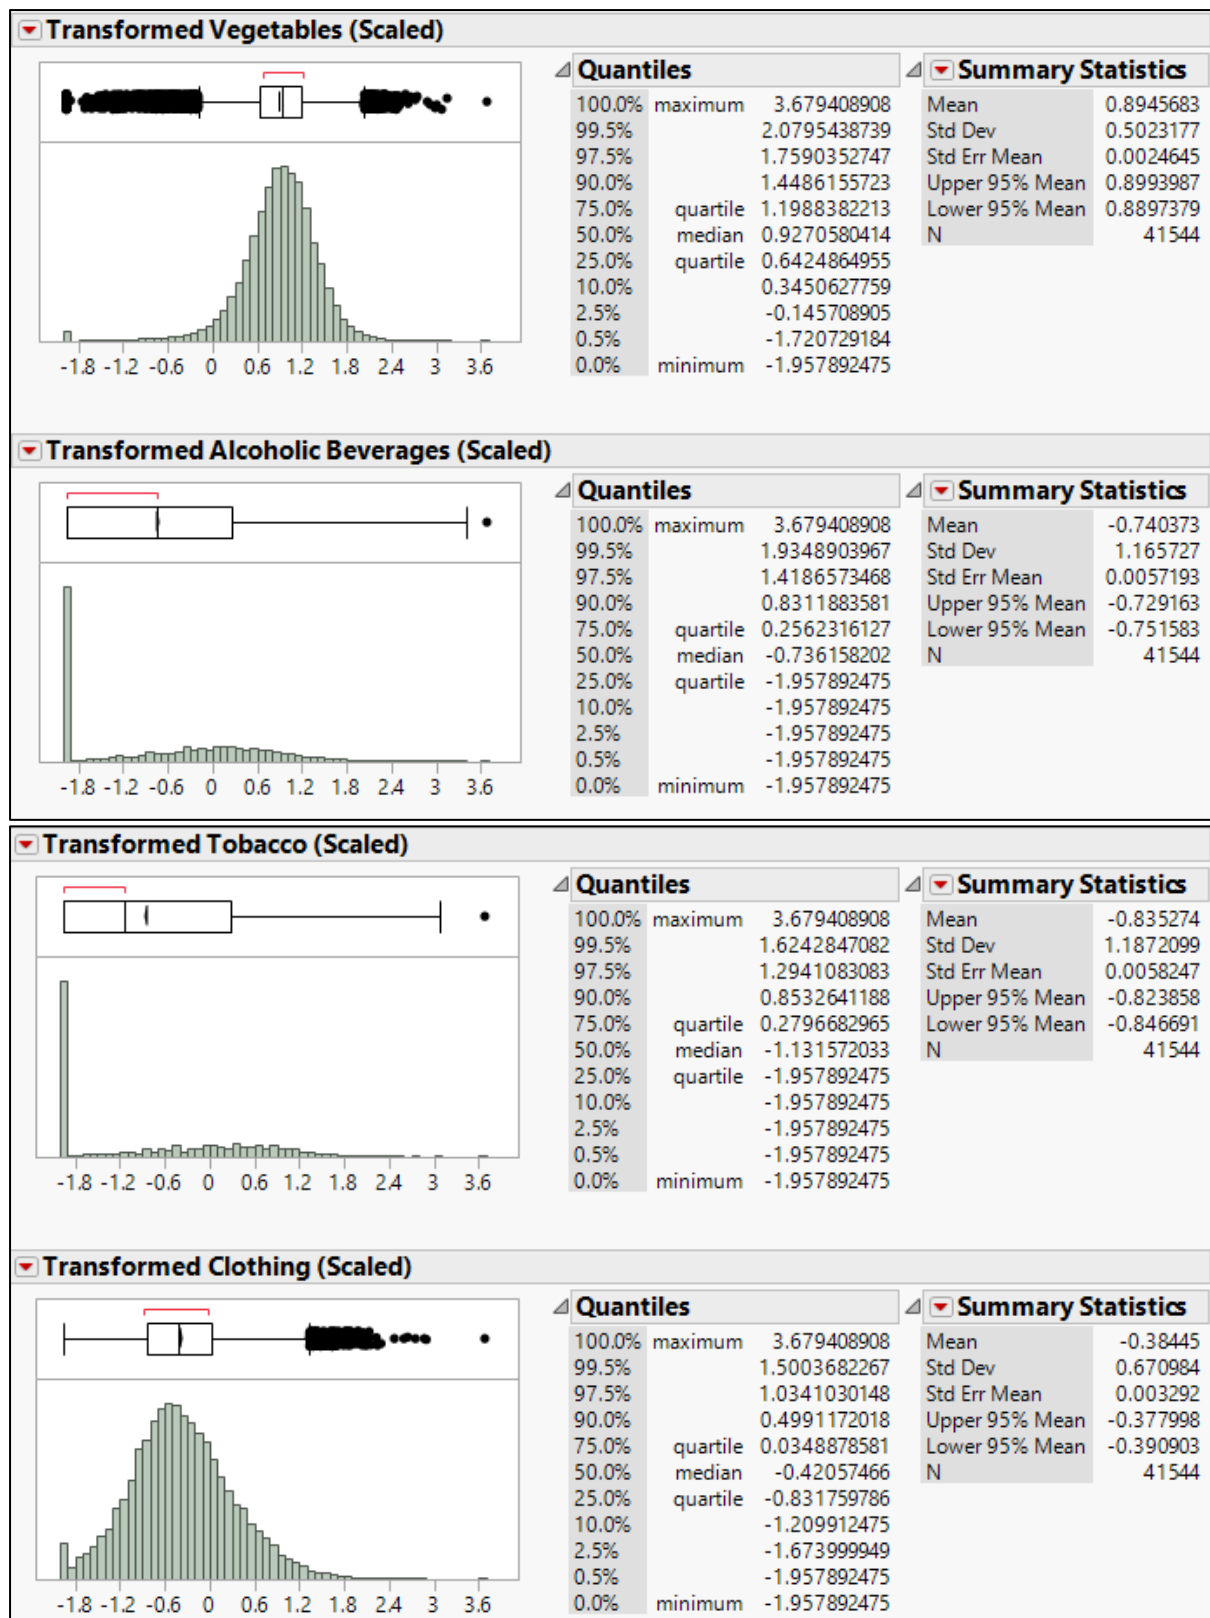 Transformed Vegetables (Scaled)
Quantiles
100.0% maximum 3.679408908
99.5% 2.0795438739
97.5% 1.7590352747
90.0% 1.4486155723
75.0% quartile 1.1988382213
50.0% median 0.9270580414
25.0% quartile 0.6424864955
10.0% 0.3450627759
2.5% -0.145708905
0.5% -1.720729184
0.0% minimum -1.957892475
Summary Statistics
Mean 0.8945683
Std Dev 0.5023177
Std Err Mean 0.0024645
Upper 95% Mean 0.8993987
Lower 95% Mean 0.8897379
N 41544
-1.8 -1.2 -0.6 0 0.6 1.2 1.8 2.4 3 3.6
Transformed Alcoholic Beverages (Scaled)
Quantiles
100.0% maximum 3.679408908
99.5% 1.9348903967
97.5% 1.4186573468
90.0% 0.8311883581
75.0% quartile 0.2562316127
50.0% median -0.736158202
25.0% quartile -1.957892475
10.0% -1.957892475
2.5% -1.957892475
0.5% -1.957892475
0.0% minimum -1.957892475
Summary Statistics
Mean -0.740373
Std Dev 1.165727
Std Err Mean 0.0057193
Upper 95% Mean -0.729163
Lower 95% Mean -0.751583
N 41544
-1.8 -1.2 -0.6 0 0.6 1.2 1.8 2.4 3 3.6
Transformed Tobacco (Scaled)
Quantiles
100.0% maximum 3.679408908
99.5% 1.6242847082
97.5% 1.2941083083
90.0% 0.8532641188
75.0% quartile 0.2796682965
50.0% median -1.131572033
25.0% quartile -1.957892475
10.0% -1.957892475
2.5% -1.957892475
0.5% -1.957892475
0.0% minimum -1.957892475
Summary Statistics
Mean -0.835274
Std Dev 1.1872099
Std Err Mean 0.0058247
Upper 95% Mean -0.823858
Lower 95% Mean -0.846691
N 41544
-1.8 -1.2 -0.6 0 0.6 1.2 1.8 2.4 3 3.6
Transformed Clothing (Scaled)
Quantiles
100.0% maximum 3.679408908
99.5% 1.5003682267
97.5% 1.0341030148
90.0% 0.4991172018
75.0% quartile 0.0348878581
50.0% median -0.42057466
25.0% quartile -0.831759786
10.0% -1.209912475
2.5% -1.673999949
0.5% -1.957892475
0.0% minimum -1.957892475
Summary Statistics
Mean -0.38445
Std Dev 0.670984
Std Err Mean 0.003292
Upper 95% Mean -0.377998
Lower 95% Mean -0.390903
N 41544
-1.8 -1.2 -0.6 0 0.6 1.2 1.8 2.4 3 3.6